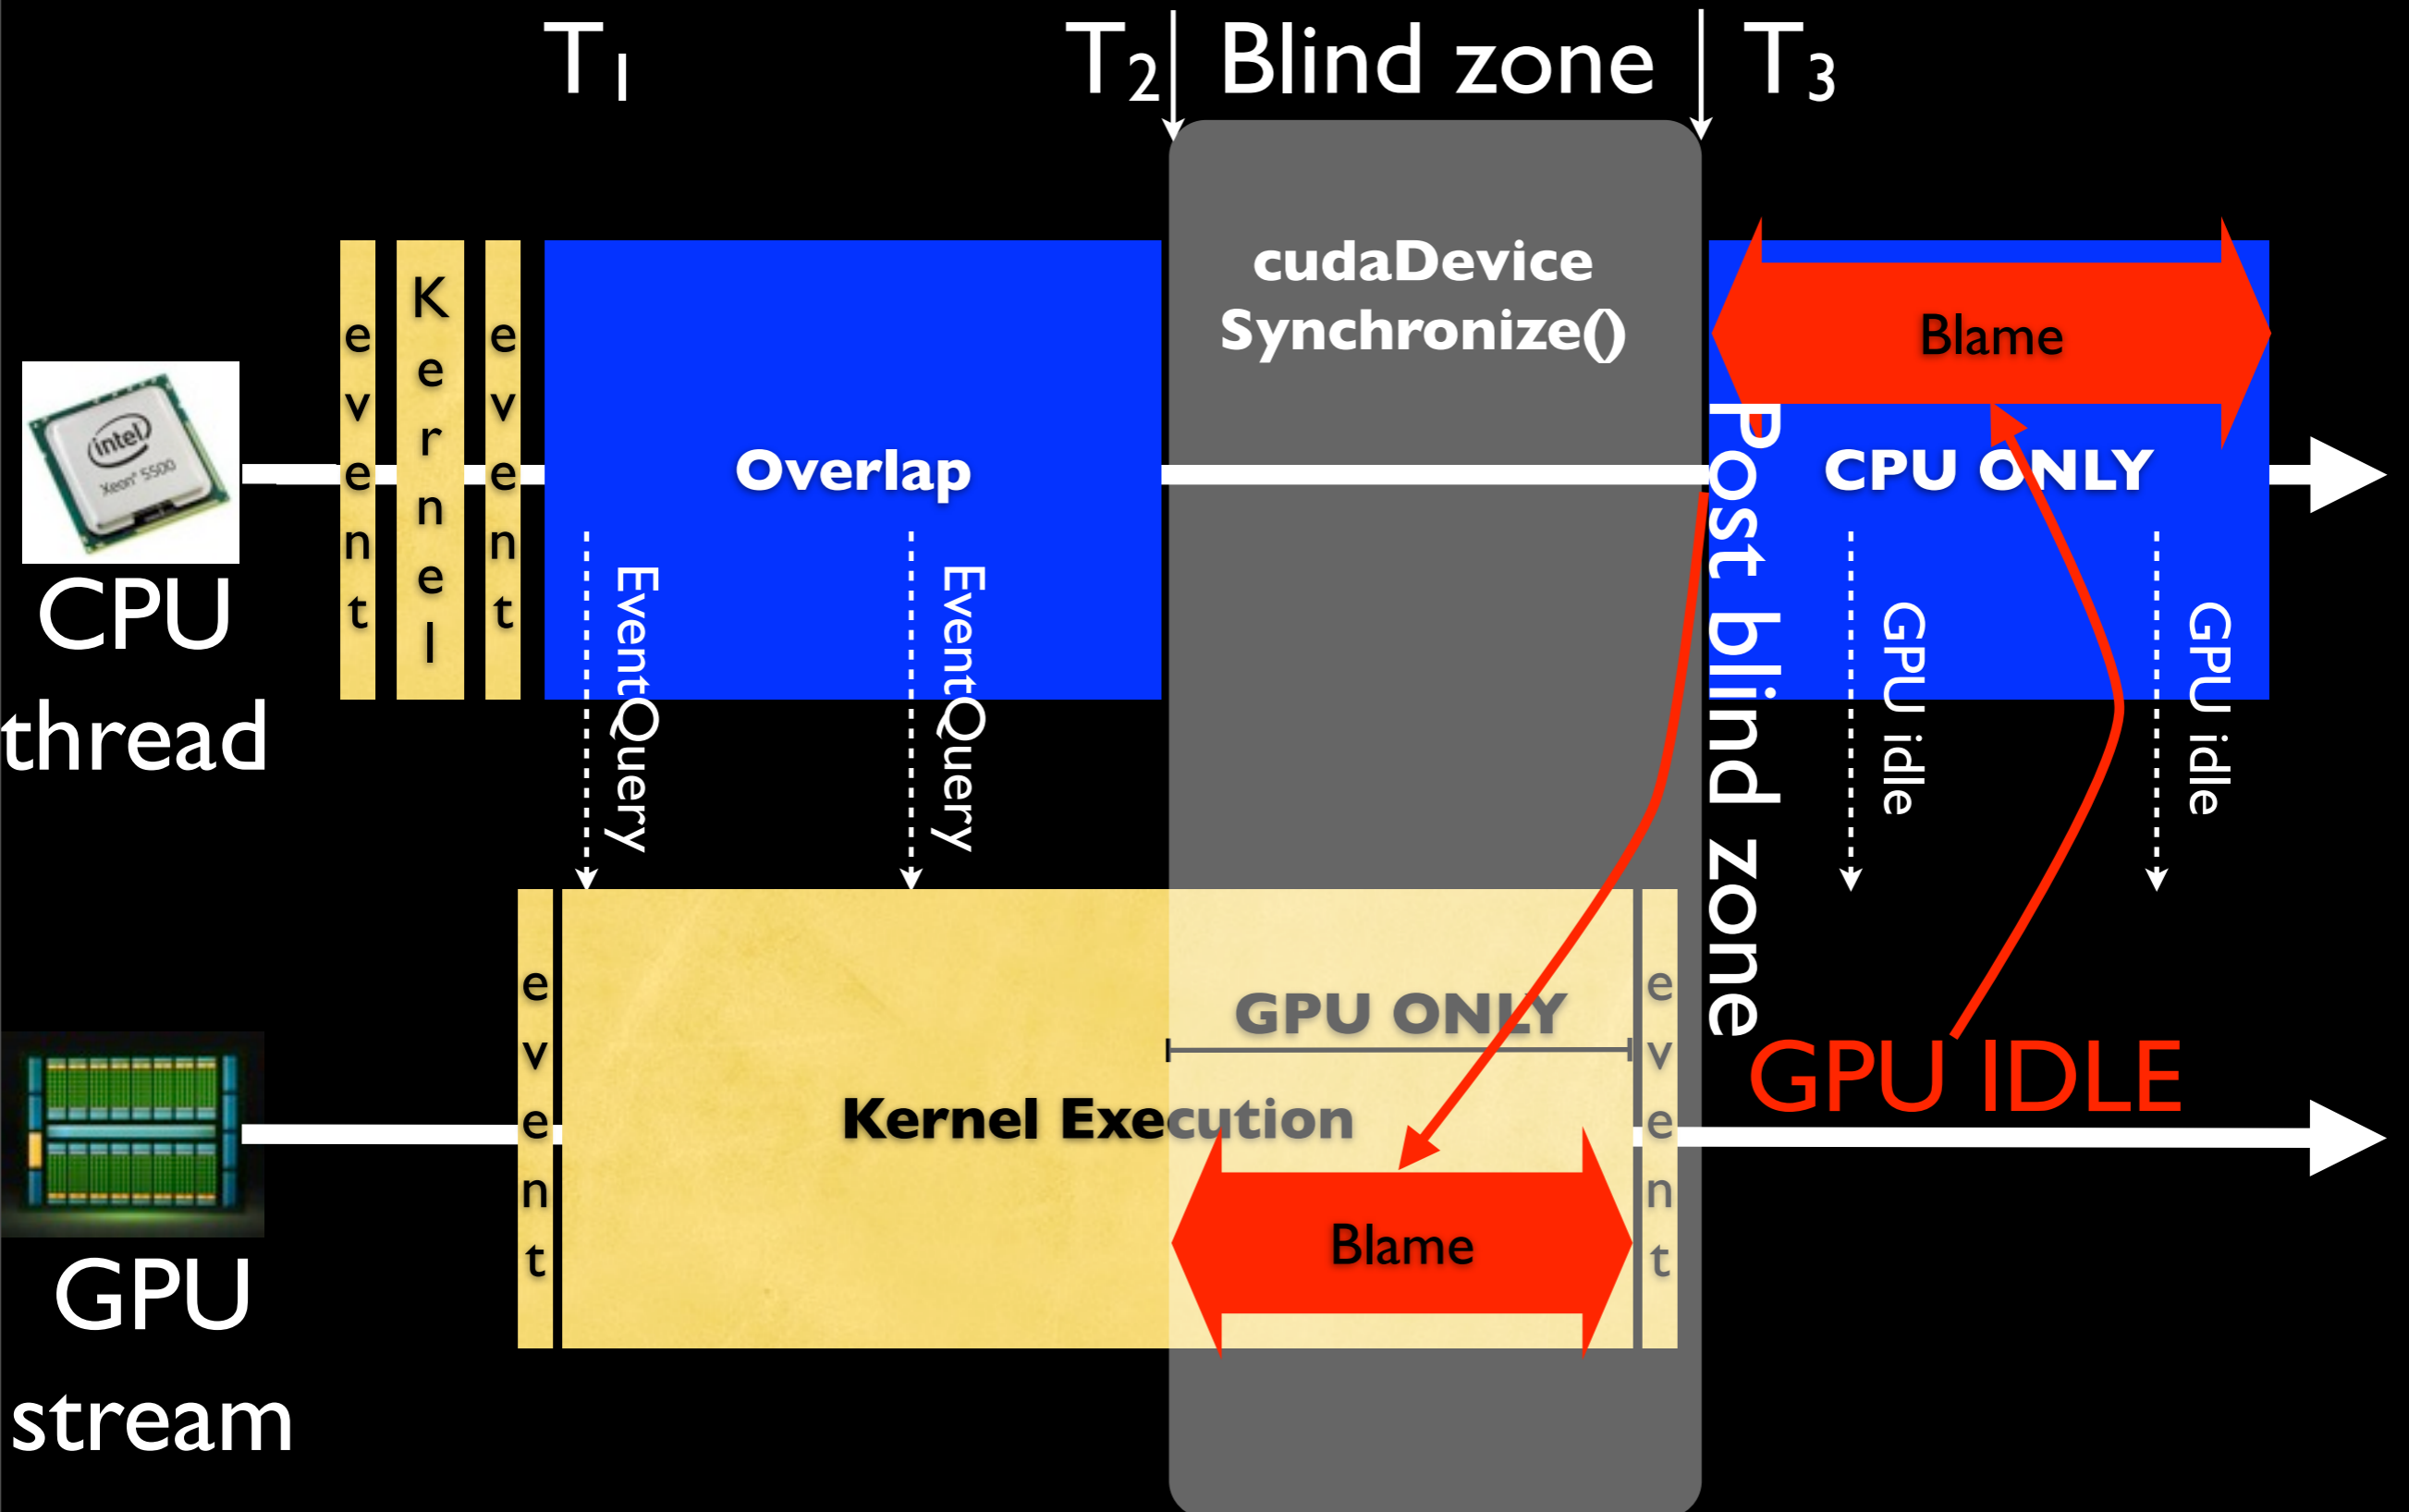 T1
T2
Blind zone
T3
event
Kernel
event
Overlap
cudaDevice
Synchronize()
Blame
CPU ONLY
intel
Xeon® 5500
CPU
thread
EventQuery
EventQuery
Post blind zone
GPU idle
GPU idle
event
GPU ONLY
Kernel Execution
Blame
event
GPU IDLE
GPU
stream